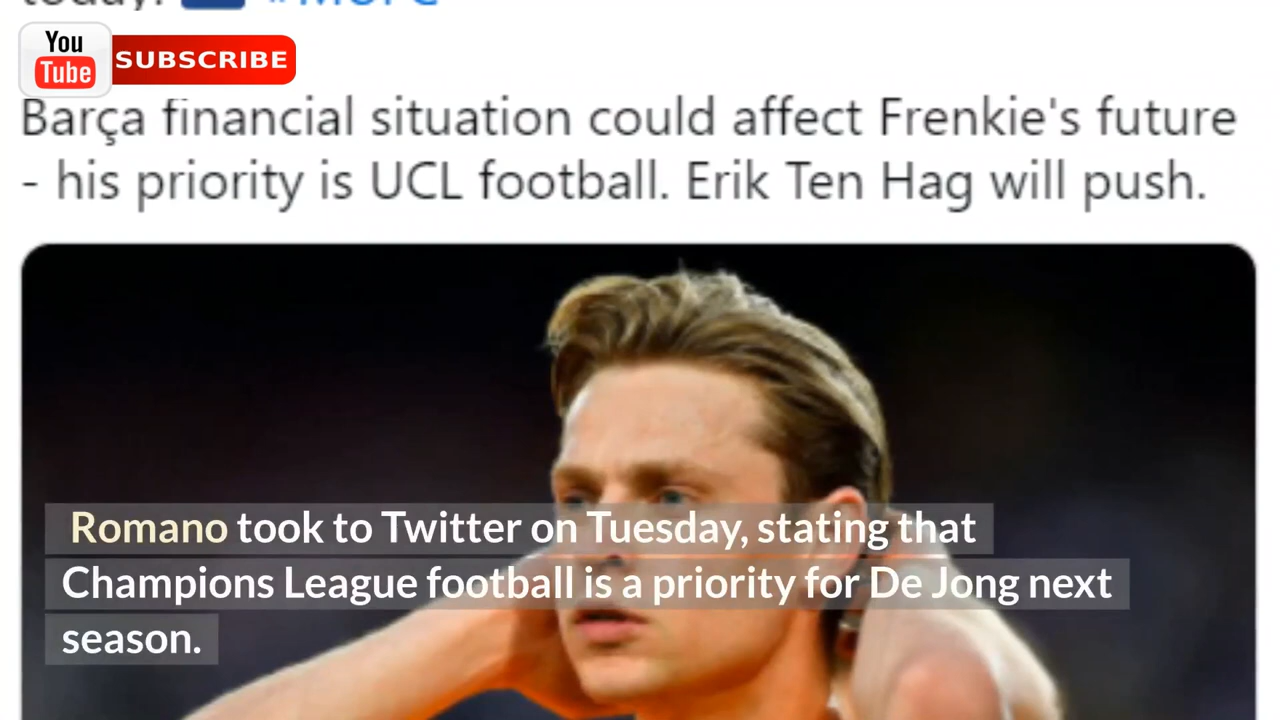 today!
#MUFC
You
Tube
SUBSCRIBE
Barça financial situation could affect Frenkie's future
- his priority is UCL football. Erik Ten Hag will push.
Romano took to Twitter on Tuesday, stating that
Champions League football is a priority for De Jong next
season.